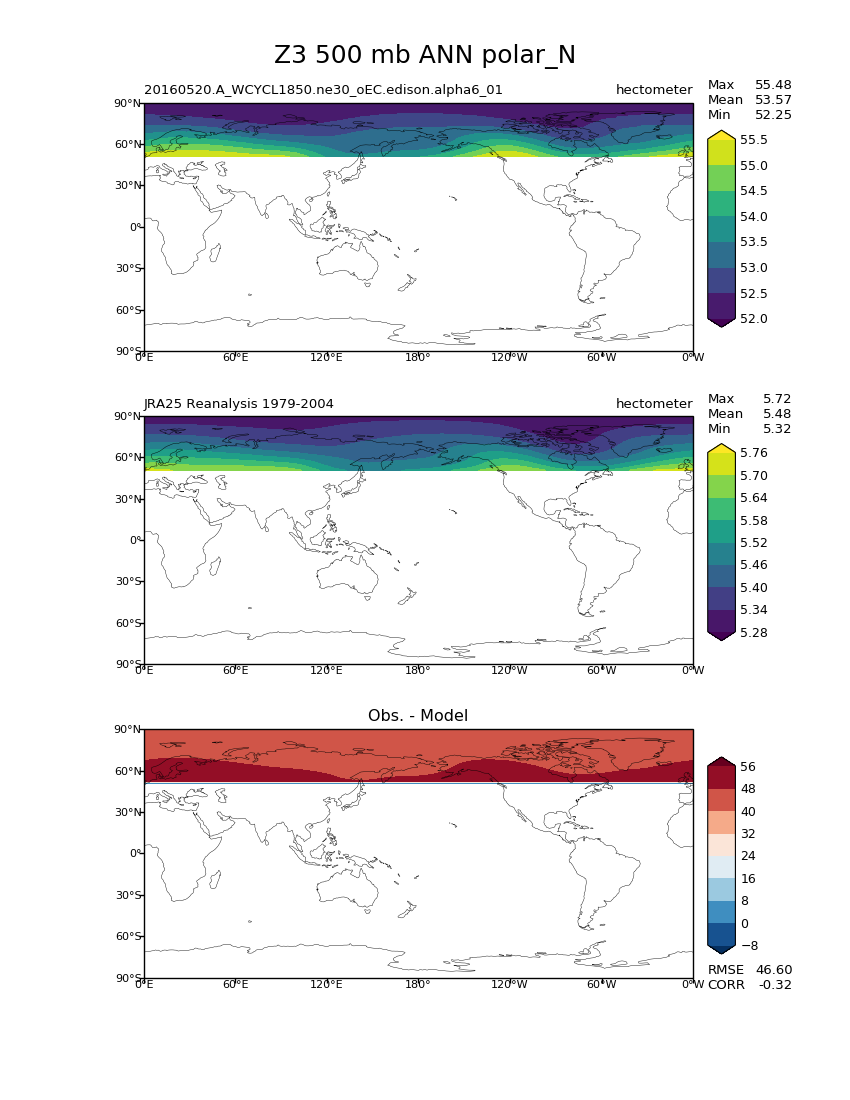 Z3 500 mb ANN polar_N
20160520.A_WCYCL1850.ne30_oEC.edison.alpha6_01 hectometer
Max 55.48
Mean 53.57
Min 52.25
90°N
60°N
30°N
0°
30°S
60°S
90°S
0°E 60°E 120°E 180° 120°W 60°W 0°W
55.5
55.0
54.5
54.0
53.5
53.0
52.5
52.0
JRA25 Reanalysis 1979-2004 hectometer
Max 5.72
Mean 5.48
Min 5.32
90°N
60°N
30°N
0°
30°S
60°S
90°S
0°E 60°E 120°E 180° 120°W 60°W 0°W
5.76
5.70
5.64
5.58
5.52
5.46
5.40
5.34
5.28
Obs. - Model
90°N
60°N
30°N
0°
30°S
60°S
90°S
0°E 60°E 120°E 180° 120°W 60°W 0°W
56
48
40
32
24
16
8
0
−8
RMSE 46.60
CORR -0.32